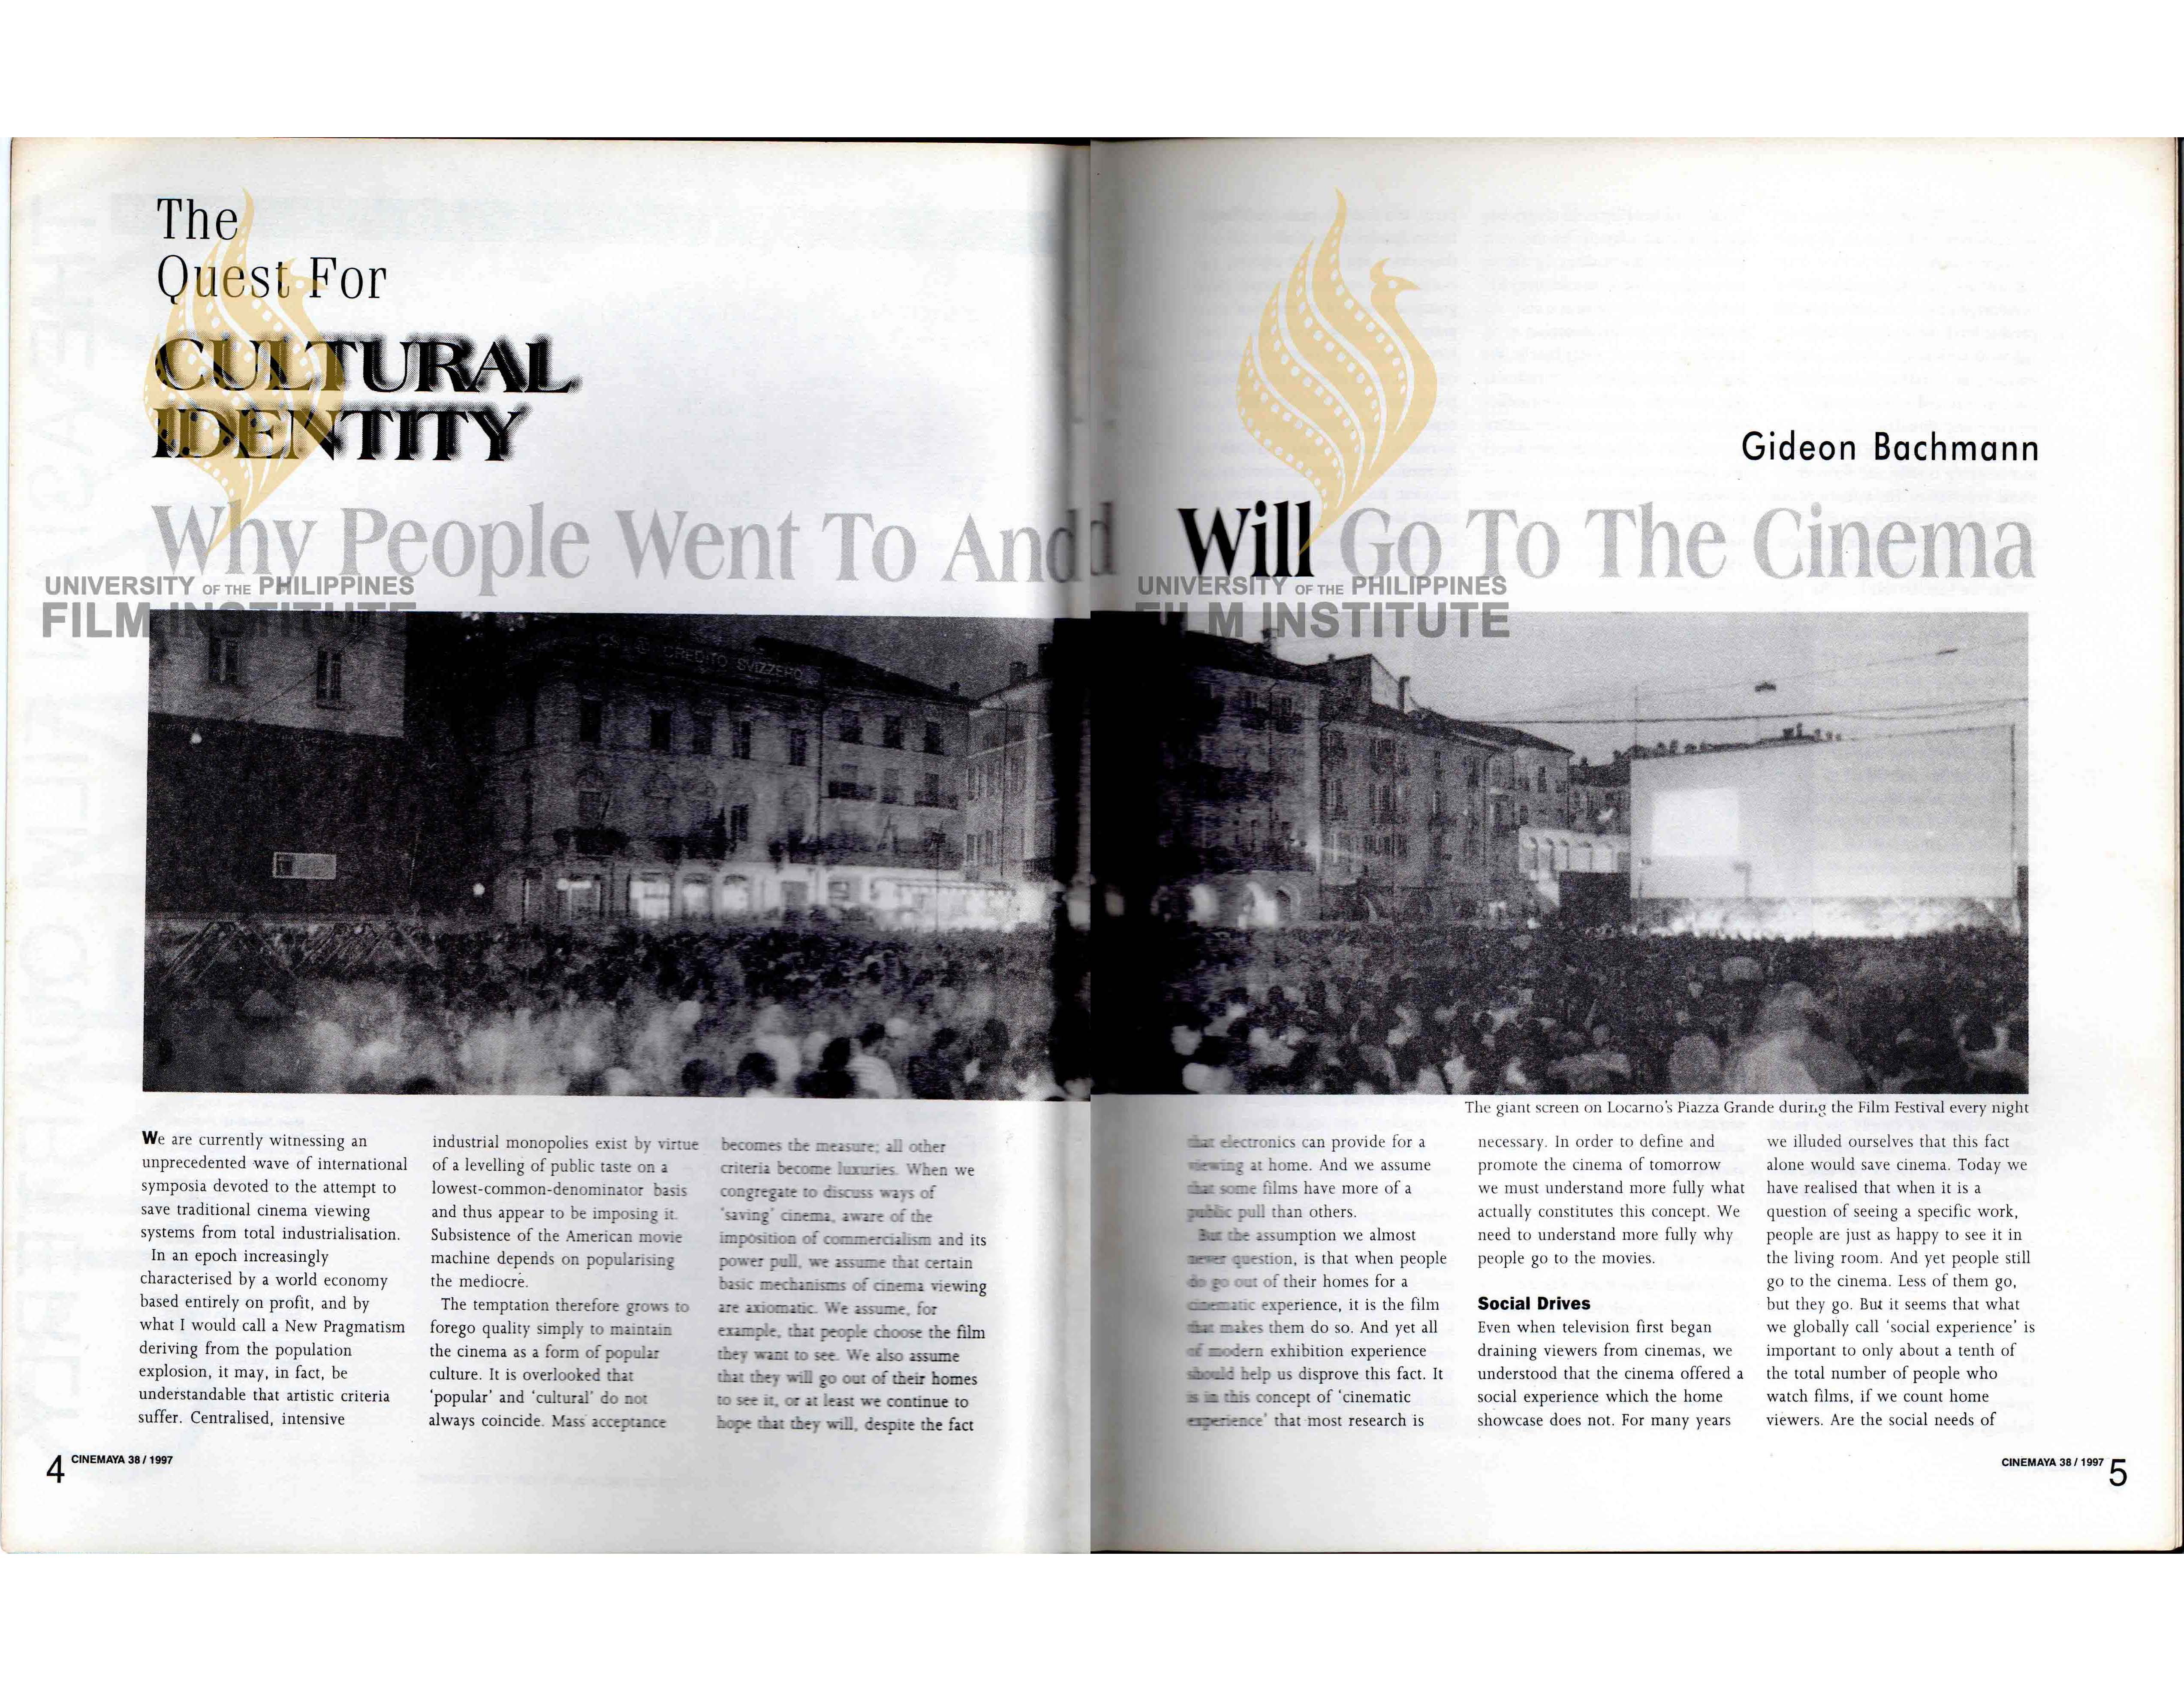 The
Quest For
CULTURAL
IDENTITY
Gideon Bachmann
Why People Went To And Will Go To The Cinema
UNIVERSITY OF THE PHILIPPINES
FILM INSTITUTE
UNIVERSITY OF THE PHILIPPINES
FILM INSTITUTE
CREDITO SVIZZERO
The giant screen on Locarno's Piazza Grande during the Film Festival every night
We are currently witnessing an
unprecedented wave of international
symposia devoted to the attempt to
save traditional cinema viewing
systems from total industrialisation.
In an epoch increasingly
characterised by a world economy
based entirely on profit, and by
what I would call a New Pragmatism
deriving from the population
explosion, it may, in fact, be
understandable that artistic criteria
suffer. Centralised, intensive
industrial monopolies exist by virtue
of a levelling of public taste on a
lowest-common-denominator basis
and thus appear to be imposing it.
Subsistence of the American movie
machine depends on popularising
the mediocre.
The temptation therefore grows to
forego quality simply to maintain
the cinema as a form of popular
culture. It is overlooked that
'popular' and 'cultural' do not
always coincide. Mass acceptance
becomes the measure; all other
criteria become luxuries. When we
congregate to discuss ways of
'saving' cinema, aware of the
imposition of commercialism and its
power pull, we assume that certain
basic mechanisms of cinema viewing
are axiomatic. We assume, for
example, that people choose the film
they want to see. We also assume
that they will go out of their homes
to see it, or at least we continue to
hope that they will, despite the fact
that electronics can provide for a
viewing at home. And we assume
that some films have more of a
public pull than others.
But the assumption we almost
never question, is that when people
do go out of their homes for a
cinematic experience, it is the film
that makes them do so. And yet all
of modern exhibition experience
should help us disprove this fact. It
is in this concept of 'cinematic
experience' that most research is
necessary. In order to define and
promote the cinema of tomorrow
we must understand more fully what
actually constitutes this concept. We
need to understand more fully why
people go to the movies.
Social Drives
Even when television first began
draining viewers from cinemas, we
understood that the cinema offered a
social experience which the home
showcase does not. For many years
we illuded ourselves that this fact
alone would save cinema. Today we
have realised that when it is a
question of seeing a specific work,
people are just as happy to see it in
the living room. And yet people still
go to the cinema. Less of them go,
but they go. But it seems that what
we globally call 'social experience' is
important to only about a tenth of
the total number of people who
watch films, if we count home
viewers. Are the social needs of
4 CINEMAYA 38 / 1997
CINEMAYA 38 / 1997 5